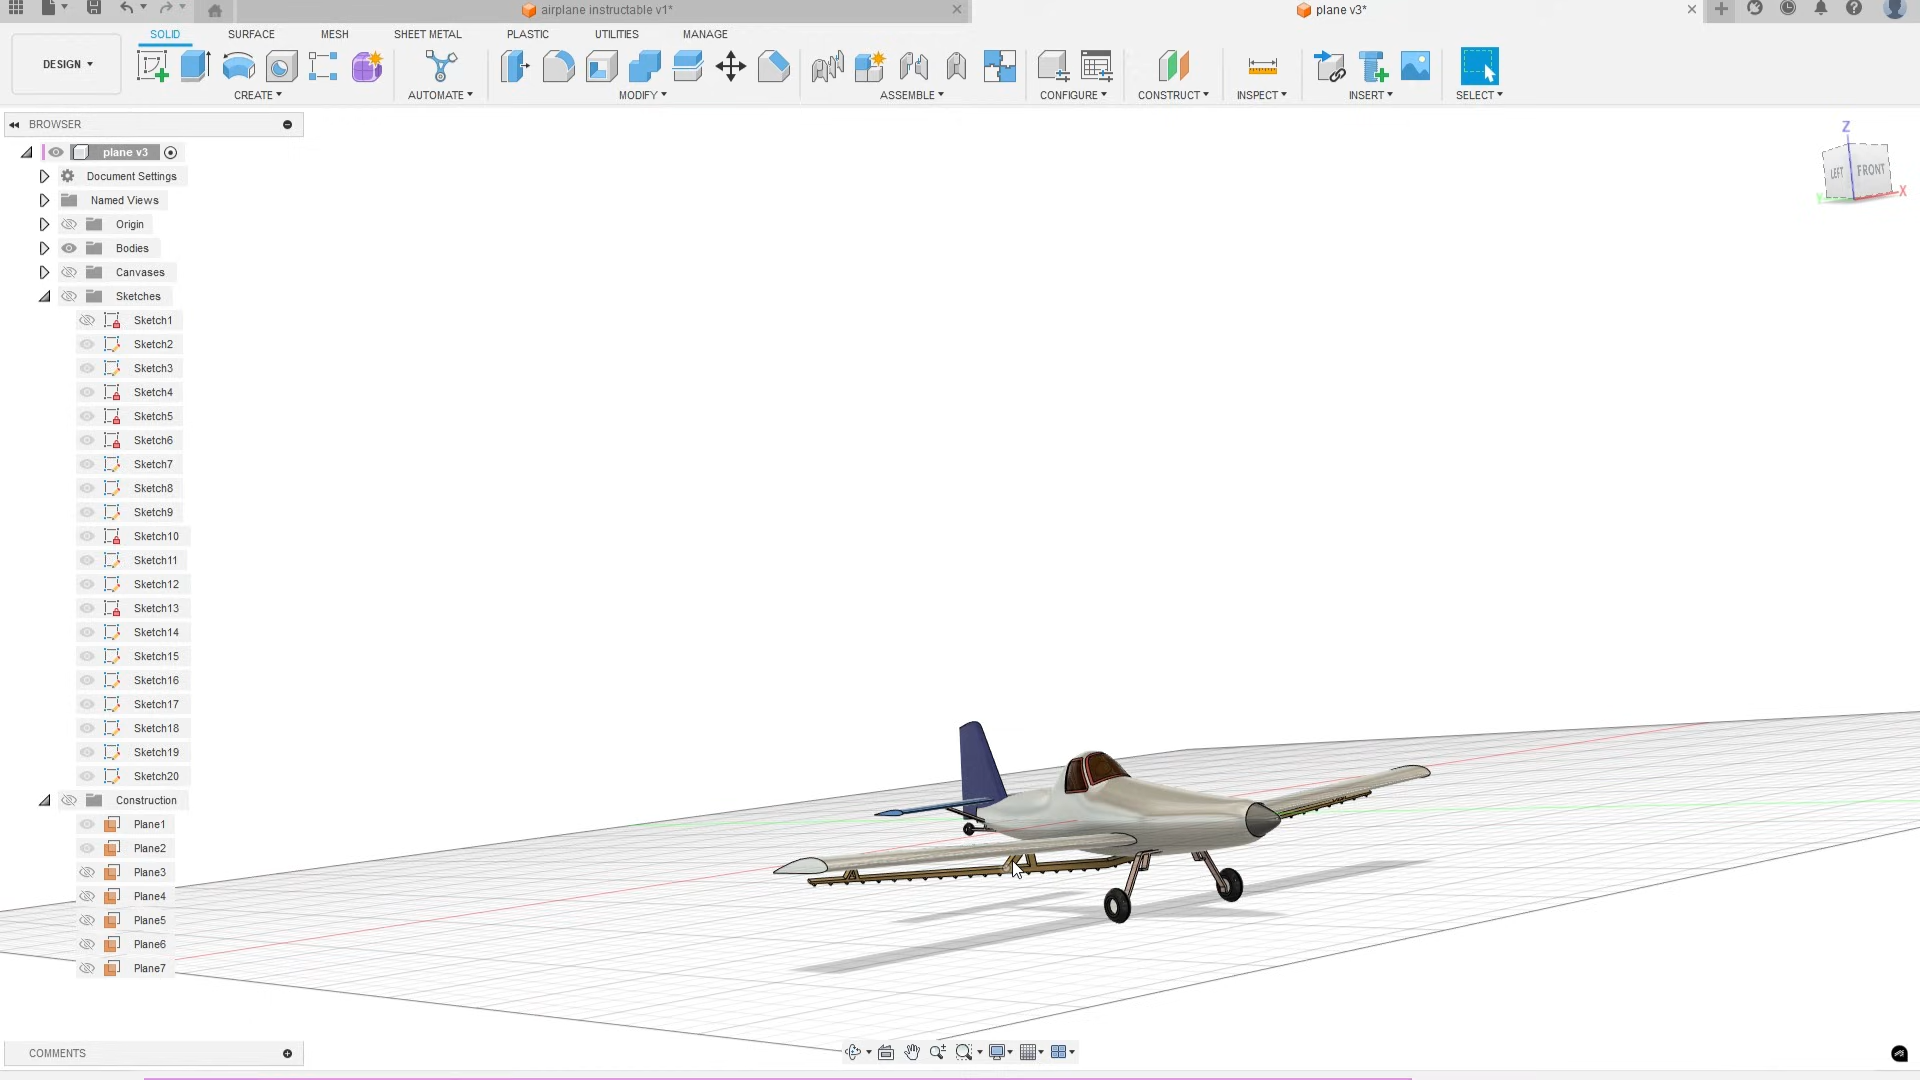 airplane instructable v1*
plane v3*
SOLID
SURFACE
MESH
SHEET METAL
PLASTIC
UTILITIES
MANAGE
DESIGN
CREATE
AUTOMATE
MODIFY
ASSEMBLE
CONFIGURE
CONSTRUCT
INSPECT
INSERT
SELECT
BROWSER
plane v3
Document Settings
Named Views
Origin
Bodies
Canvases
Sketches
Sketch1
Sketch2
Sketch3
Sketch4
Sketch5
Sketch6
Sketch7
Sketch8
Sketch9
Sketch10
Sketch11
Sketch12
Sketch13
Sketch14
Sketch15
Sketch16
Sketch17
Sketch18
Sketch19
Sketch20
Construction
Plane1
Plane2
Plane3
Plane4
Plane5
Plane6
Plane7
Z
LEFT
FRONT
X
Y
COMMENTS